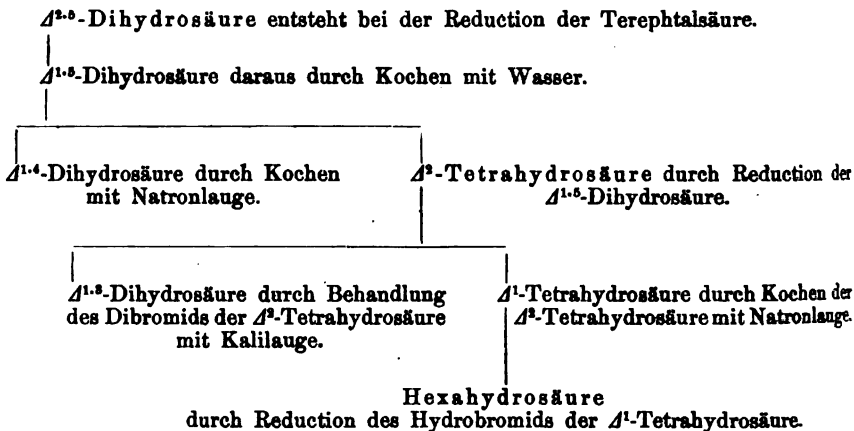 Δ²·⁵-Dihydrosäure entsteht bei der Reduction der Terephtalsäure.
Δ¹·⁵-Dihydrosäure daraus durch Kochen mit Wasser.
Δ¹·⁴-Dihydrosäure durch Kochen
mit Natronlauge.
Δ²-Tetrahydrosäure durch Reduction der
Δ¹·⁵-Dihydrosäure.
Δ¹·³-Dihydrosäure durch Behandlung
des Dibromids der Δ²-Tetrahydrosäure
mit Kalilauge.
Δ¹-Tetrahydrosäure durch Kochen der
Δ²-Tetrahydrosäure mit Natronlauge.
Hexahydrosäure
durch Reduction des Hydrobromids der Δ¹-Tetrahydrosäure.